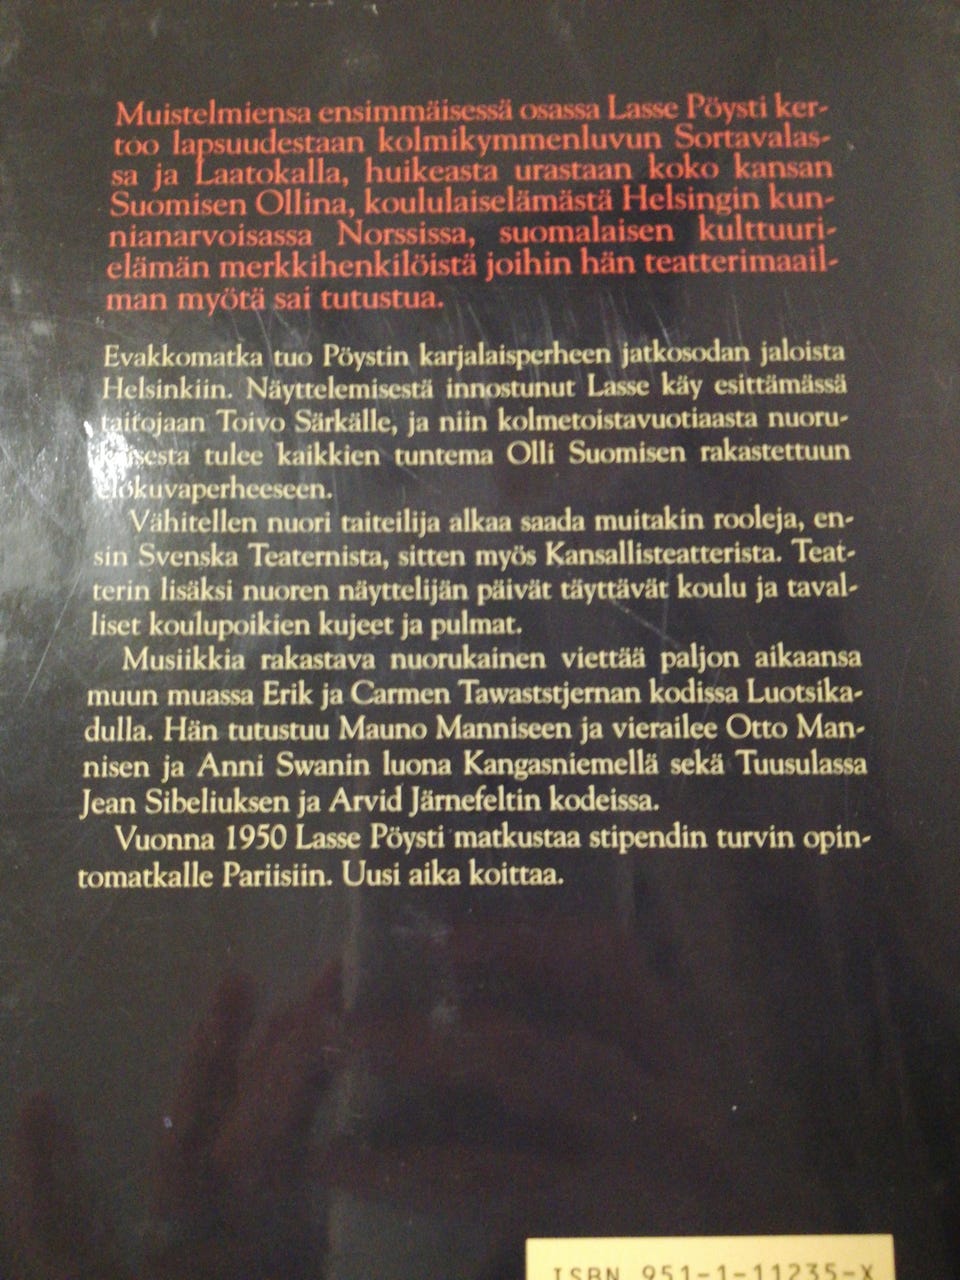 Muistelmiensa ensimmäisessä osassa Lasse Pöysti ker-
too lapsuudestaan kolmikymmenluvun Sortavalas-
sa ja Laatokalla, huikeasta urastaan koko kansan
Suomisen Ollina, koululaiselämästä Helsingin kun-
nianarvoisassa Norssissa, suomalaisen kulttuuri-
elämän merkkihenkilöistä joihin hän teatterimaail-
man myötä sai tutustua.
Evakkomatka tuo Pöystin karjalaisperheen jatkosodan jaloista
Helsinkiin. Näyttelemisestä innostunut Lasse käy esittämässä
taitojaan Toivo Särkälle, ja niin kolmetoistavuotiaasta nuoru-
kaisesta tulee kaikkien tuntema Olli Suomisen rakastettuun
elokuvaperheeseen.
Vähitellen nuori taiteilija alkaa saada muitakin rooleja, en-
sin Svenska Teaternista, sitten myös Kansallisteatterista. Teat-
terin lisäksi nuoren näyttelijän päivät täyttävät koulu ja taval-
liset koulupoikien kujeet ja pulmat.
Musiikkia rakastava nuorukainen viettää paljon aikaansa
muun muassa Erik ja Carmen Tawaststjernan kodissa Luotsika-
dulla. Hän tutustuu Mauno Manniseen ja vierailee Otto Man-
nisen ja Anni Swanin luona Kangasniemellä sekä Tuusulassa
Jean Sibeliuksen ja Arvid Järnefeltin kodeissa.
Vuonna 1950 Lasse Pöysti matkustaa stipendin turvin opin-
tomatkalle Pariisiin. Uusi aika koittaa.
ISBN 951-1-11235-X